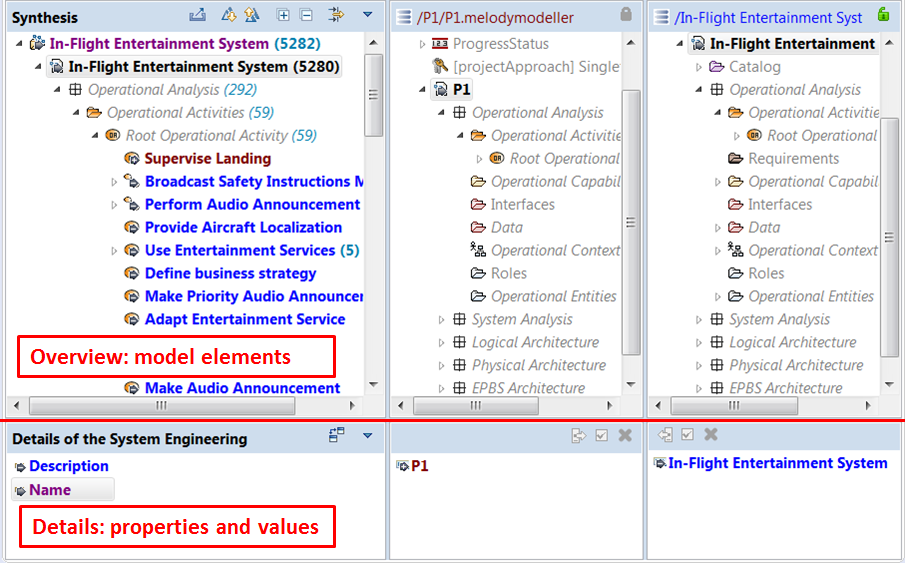 Synthesis
In-Flight Entertainment System (5282)
In-Flight Entertainment System (5280)
Operational Analysis (292)
Operational Activities (59)
OR Root Operational Activity (59)
Supervise Landing
Broadcast Safety Instructions M
Perform Audio Announcement
Provide Aircraft Localization
Use Entertainment Services (5)
Define business strategy
Make Priority Audio Announcer
Adapt Entertainment Service
Overview: model elements
Make Audio Announcement
/P1/P1.melodymodeller
123 ProgressStatus
[projectApproach] Single
P1
Operational Analysis
Operational Activitie
OR Root Operational
Operational Capabil
Interfaces
Data
Operational Context
Roles
Operational Entities
System Analysis
Logical Architecture
Physical Architecture
EPBS Architecture
/In-Flight Entertainment Syst
In-Flight Entertainment
Catalog
Operational Analysis
Operational Activitie
OR Root Operational
Requirements
Operational Capabil
Interfaces
Data
Operational Context
Roles
Operational Entities
System Analysis
Logical Architecture
Physical Architecture
EPBS Architecture
Details of the System Engineering
Description
Name
Details: properties and values
P1
In-Flight Entertainment System